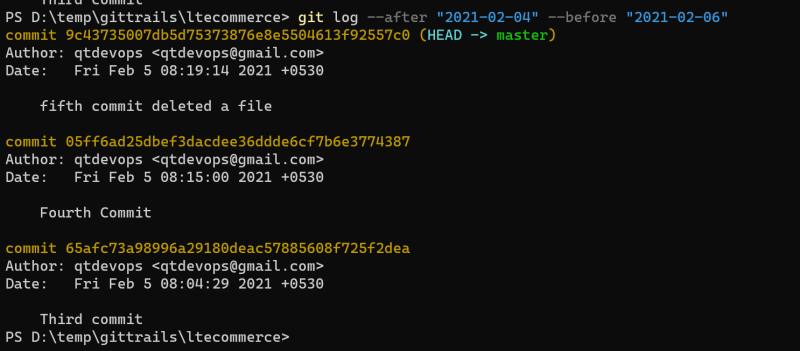 Third commit
PS D:\temp\gittrails\ltecommerce> git log --after "2021-02-04" --before "2021-02-06"
commit 9c43735007db5d75373876e8e5504613f92557c0 (HEAD -> master)
Author: qtdevops <qtdevops@gmail.com>
Date:   Fri Feb 5 08:19:14 2021 +0530
    fifth commit deleted a file
commit 05ff6ad25dbef3dacdee36ddde6cf7b6e3774387
Author: qtdevops <qtdevops@gmail.com>
Date:   Fri Feb 5 08:15:00 2021 +0530
    Fourth Commit
commit 65afc73a98996a29180deac57885608f725f2dea
Author: qtdevops <qtdevops@gmail.com>
Date:   Fri Feb 5 08:04:29 2021 +0530
    Third commit
PS D:\temp\gittrails\ltecommerce>